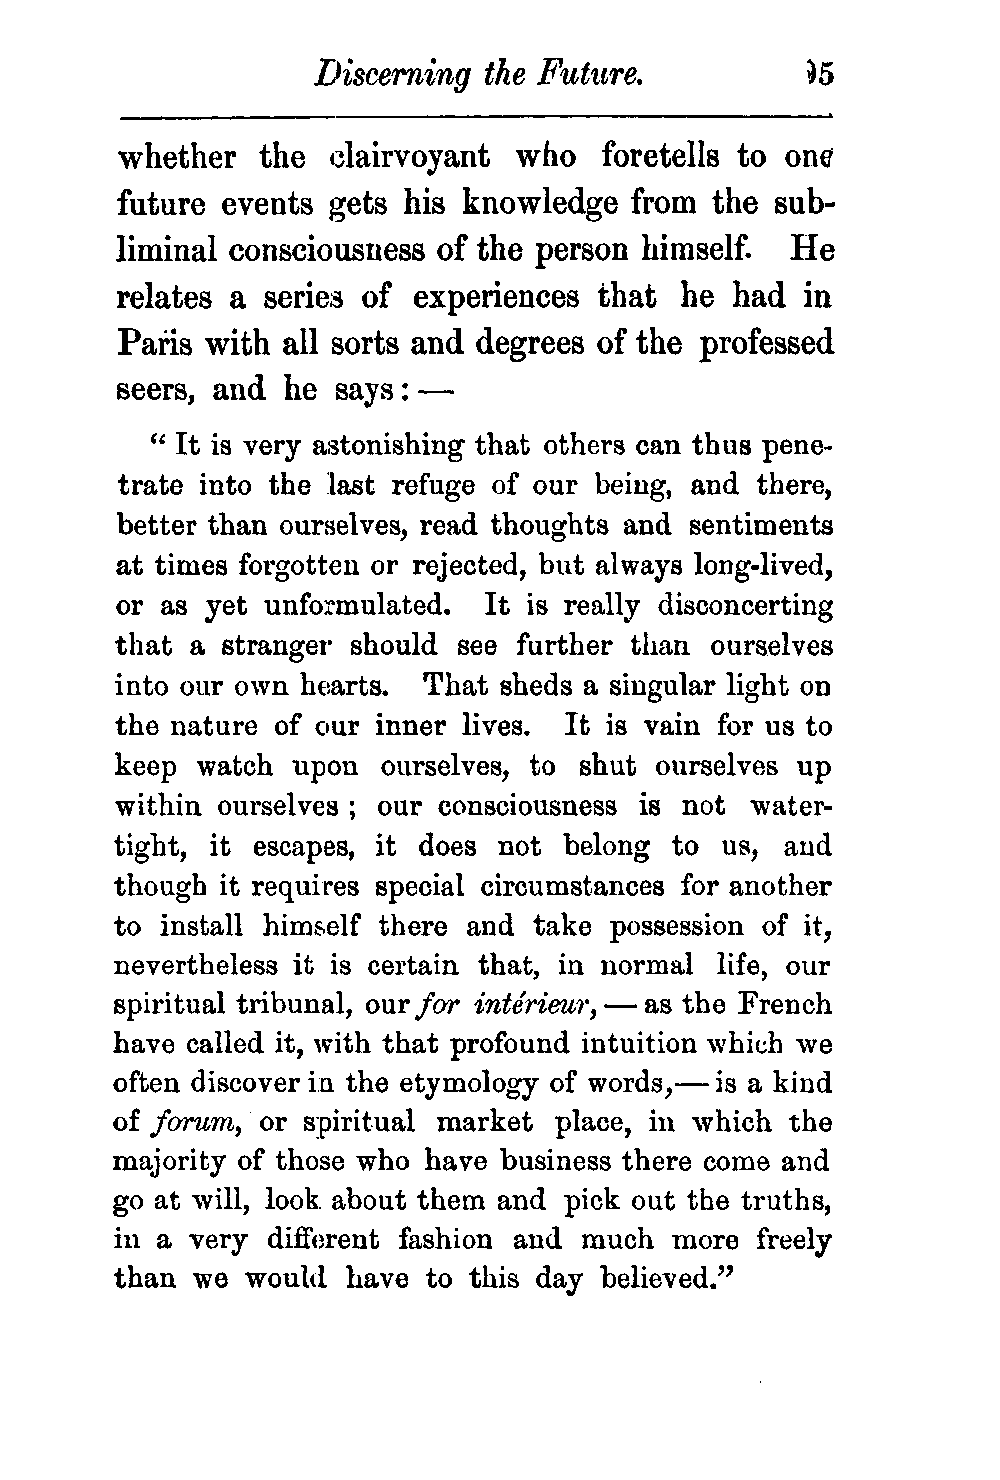 Discerning the Future. 95
whether the clairvoyant who foretells to one
future events gets his knowledge from the sub-
liminal consciousness of the person himself. He
relates a series of experiences that he had in
Paris with all sorts and degrees of the professed
seers, and he says: —
“ It is very astonishing that others can thus pene-
trate into the last refuge of our being, and there,
better than ourselves, read thoughts and sentiments
at times forgotten or rejected, but always long-lived,
or as yet unformulated. It is really disconcerting
that a stranger should see further than ourselves
into our own hearts. That sheds a singular light on
the nature of our inner lives. It is vain for us to
keep watch upon ourselves, to shut ourselves up
within ourselves ; our consciousness is not water-
tight, it escapes, it does not belong to us, and
though it requires special circumstances for another
to install himself there and take possession of it,
nevertheless it is certain that, in normal life, our
spiritual tribunal, our for intérieur, — as the French
have called it, with that profound intuition which we
often discover in the etymology of words,— is a kind
of forum, or spiritual market place, in which the
majority of those who have business there come and
go at will, look about them and pick out the truths,
in a very different fashion and much more freely
than we would have to this day believed.”